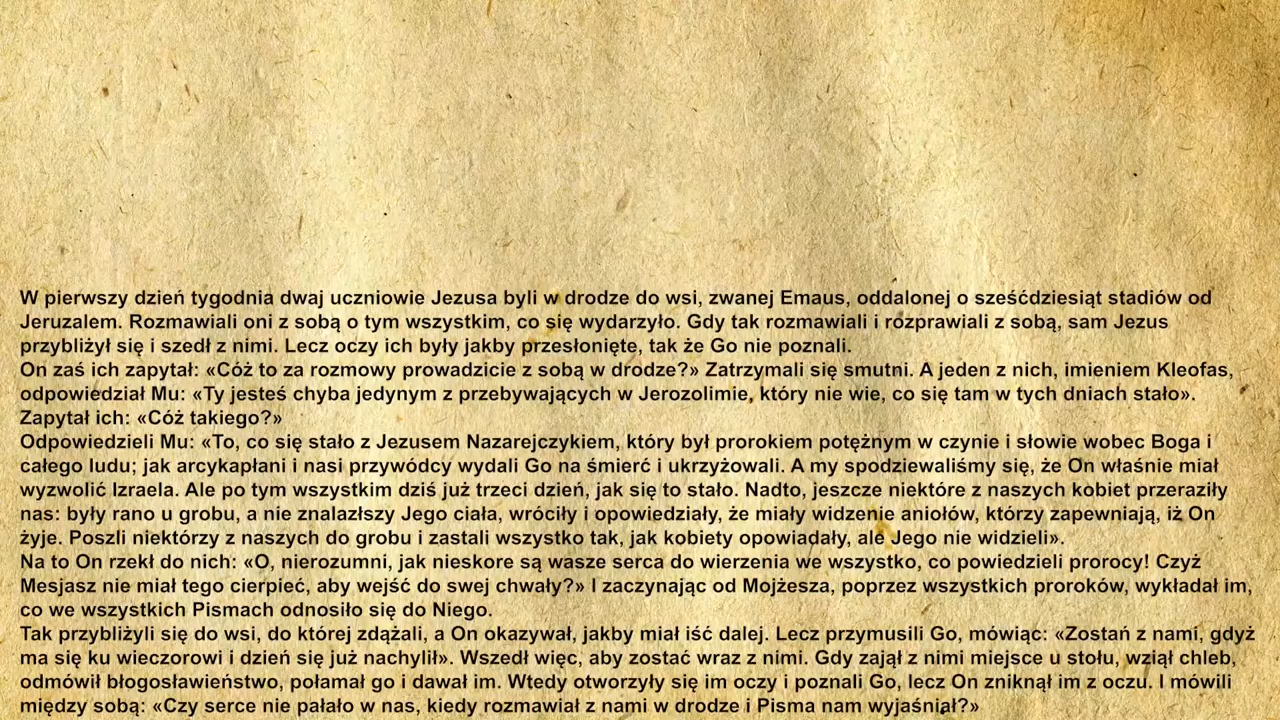 W pierwszy dzień tygodnia dwaj uczniowie Jezusa byli w drodze do wsi, zwanej Emaus, oddalonej o sześćdziesiąt stadiów od
Jeruzalem. Rozmawiali oni z sobą o tym wszystkim, co się wydarzyło. Gdy tak rozmawiali i rozprawiali z sobą, sam Jezus
przybliżył się i szedł z nimi. Lecz oczy ich były jakby przesłonięte, tak że Go nie poznali.
On zaś ich zapytał: «Cóż to za rozmowy prowadzicie z sobą w drodze?» Zatrzymali się smutni. A jeden z nich, imieniem Kleofas,
odpowiedział Mu: «Ty jesteś chyba jedynym z przebywających w Jerozolimie, który nie wie, co się tam w tych dniach stało».
Zapytał ich: «Cóż takiego?»
Odpowiedzieli Mu: «To, co się stało z Jezusem Nazarejczykiem, który był prorokiem potężnym w czynie i słowie wobec Boga i
całego ludu; jak arcykapłani i nasi przywódcy wydali Go na śmierć i ukrzyżowali. A my spodziewaliśmy się, że On właśnie miał
wyzwolić Izraela. Ale po tym wszystkim dziś już trzeci dzień, jak się to stało. Nadto, jeszcze niektóre z naszych kobiet przeraziły
nas: były rano u grobu, a nie znalazłszy Jego ciała, wróciły i opowiedziały, że miały widzenie aniołów, którzy zapewniają, iż On
żyje. Poszli niektórzy z naszych do grobu i zastali wszystko tak, jak kobiety opowiadały, ale Jego nie widzieli».
Na to On rzekł do nich: «O, nierozumni, jak nieskore są wasze serca do wierzenia we wszystko, co powiedzieli prorocy! Czyż
Mesjasz nie miał tego cierpieć, aby wejść do swej chwały?» I zaczynając od Mojżesza, poprzez wszystkich proroków, wykładał im,
co we wszystkich Pismach odnosiło się do Niego.
Tak przybliżyli się do wsi, do której zdążali, a On okazywał, jakby miał iść dalej. Lecz przymusili Go, mówiąc: «Zostań z nami, gdyż
ma się ku wieczorowi i dzień się już nachylił». Wszedł więc, aby zostać wraz z nimi. Gdy zajął z nimi miejsce u stołu, wziął chleb,
odmówił błogosławieństwo, połamał go i dawał im. Wtedy otworzyły się im oczy i poznali Go, lecz On zniknął im z oczu. I mówili
między sobą: «Czy serce nie pałało w nas, kiedy rozmawiał z nami w drodze i Pisma nam wyjaśniał?»